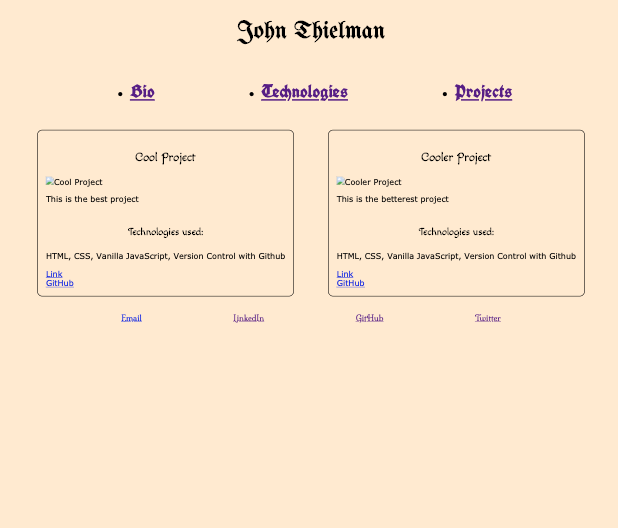 John Thielman
• Bio • Technologies • Projects
Cool Project
Cool Project
This is the best project
Technologies used:
HTML, CSS, Vanilla JavaScript, Version Control with Github
Link
GitHub
Cooler Project
Cooler Project
This is the betterest project
Technologies used:
HTML, CSS, Vanilla JavaScript, Version Control with Github
Link
GitHub
Email LinkedIn GitHub Twitter